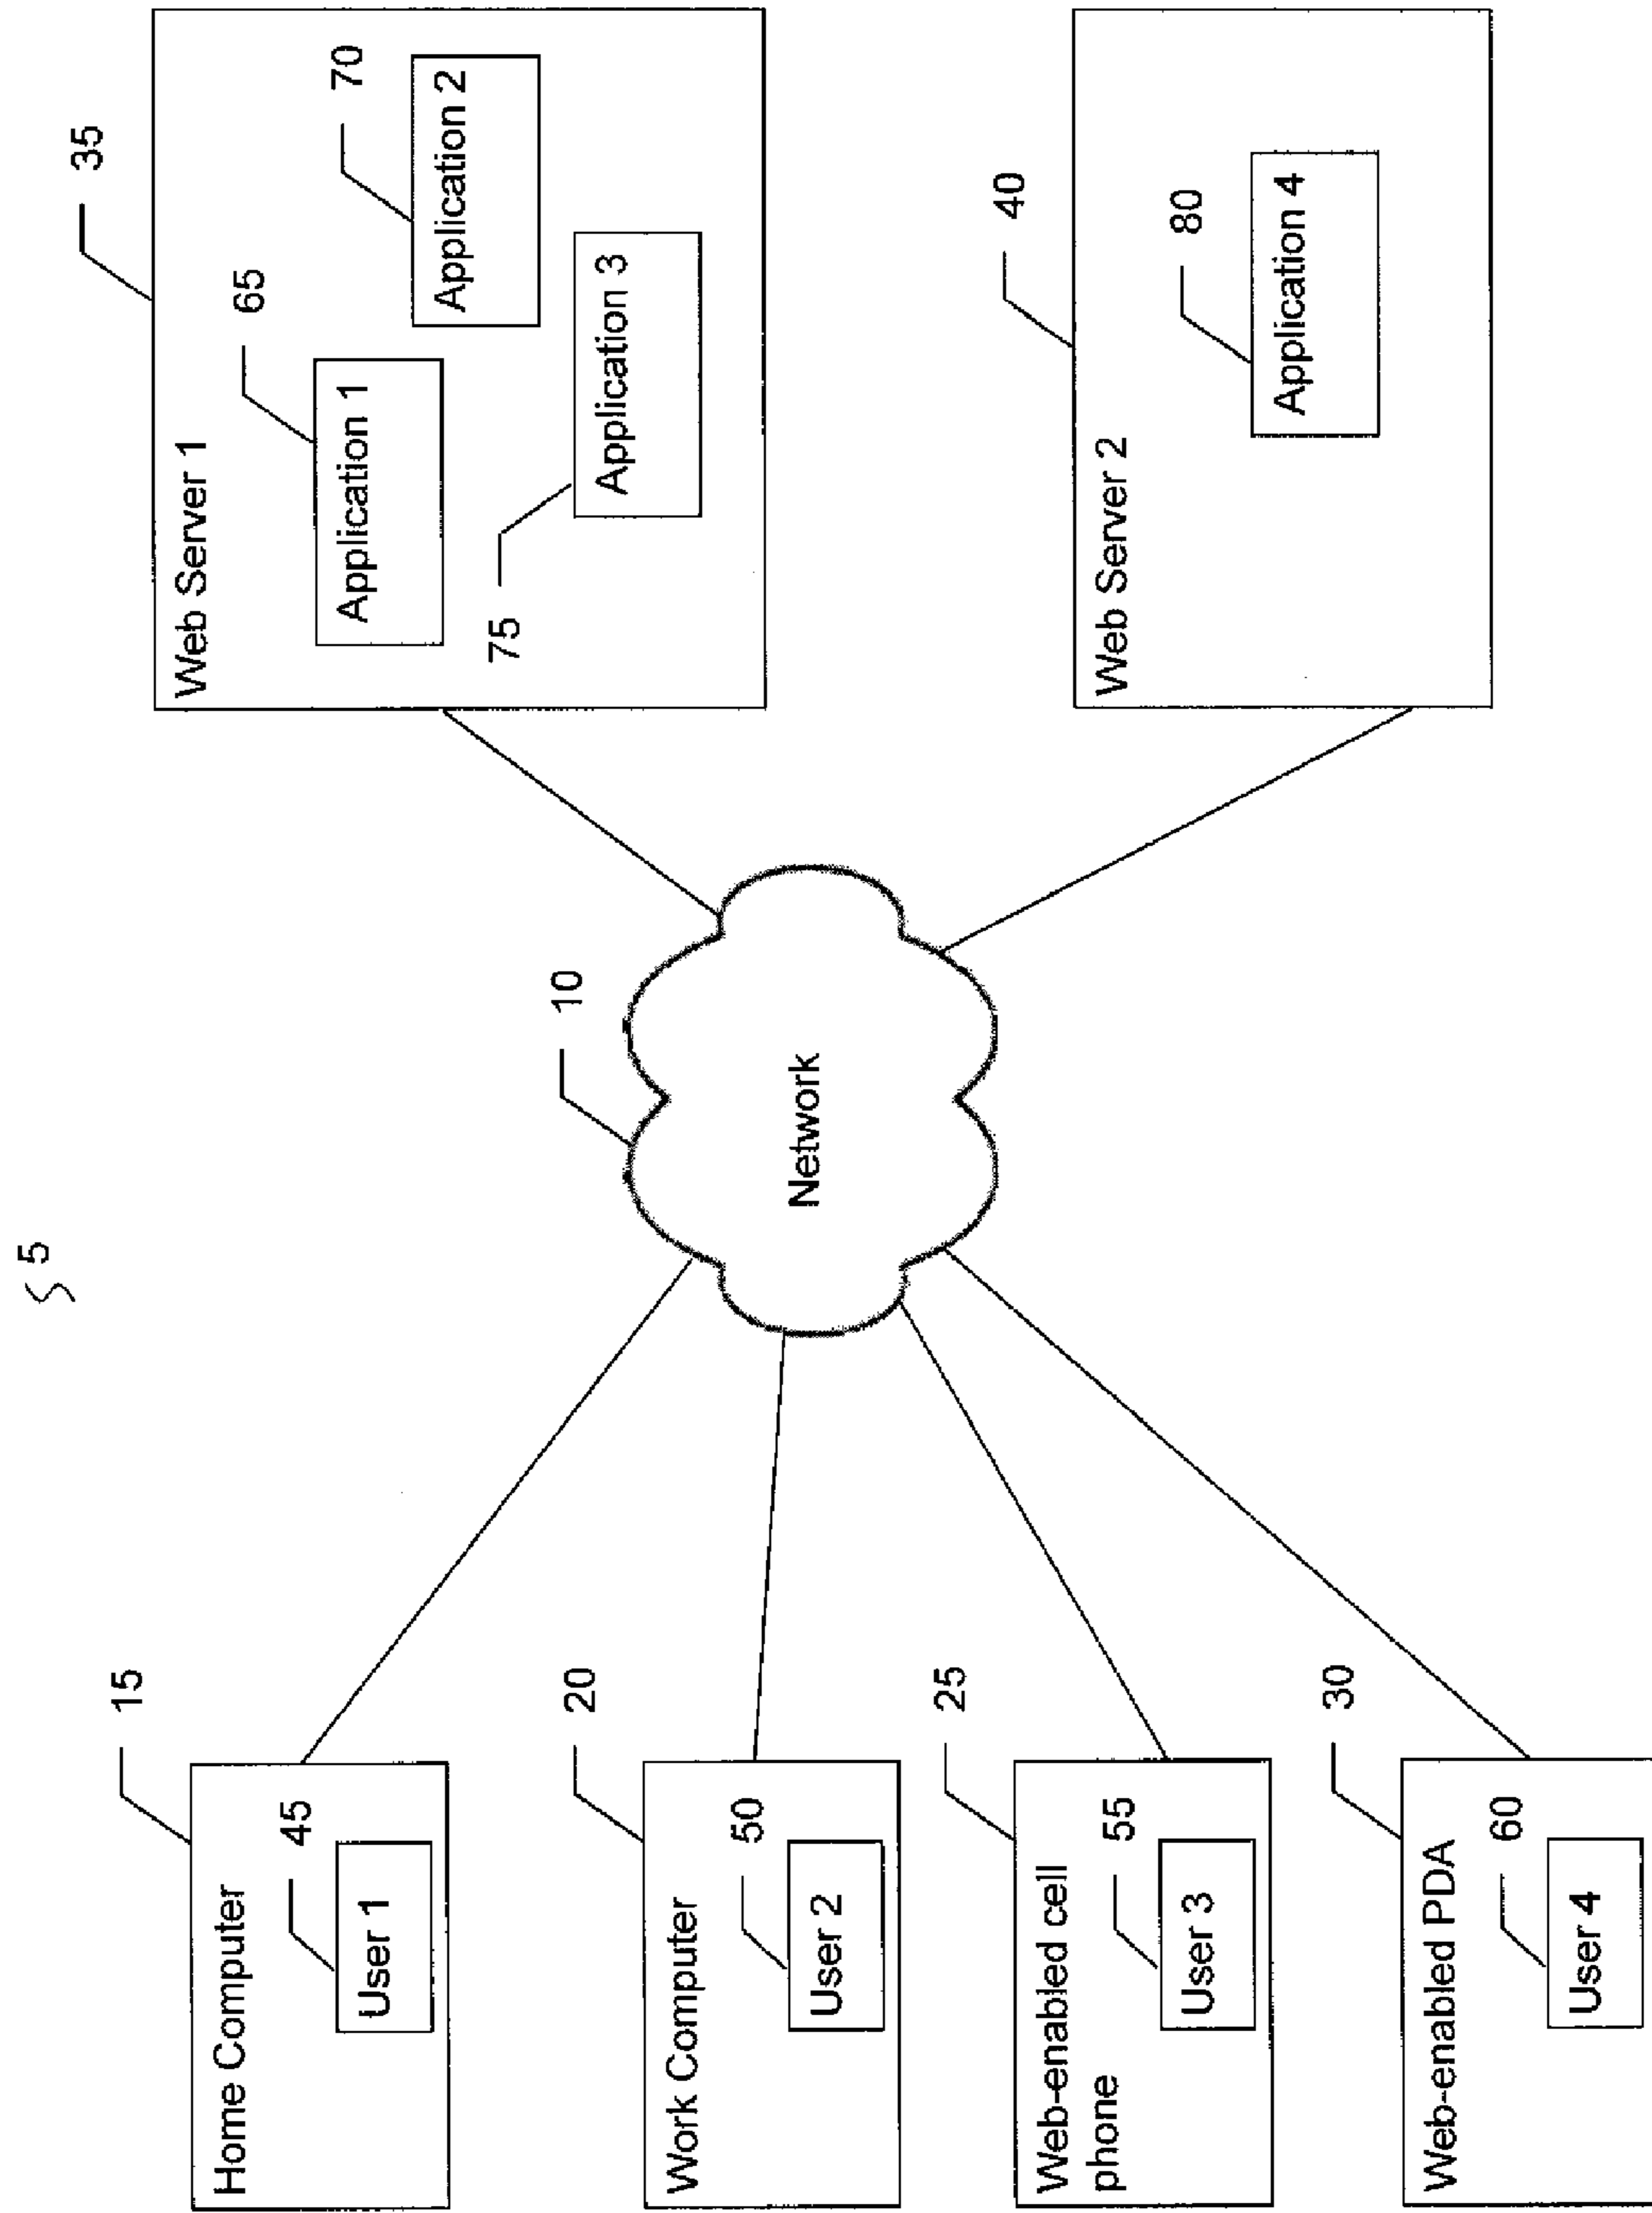 5
Home Computer
15
45
User 1
Work Computer
20
50
User 2
Web-enabled cell
phone
25
55
User 3
Web-enabled PDA
30
60
User 4
10
Network
35
Web Server 1
65
Application 1
70
Application 2
75
Application 3
40
Web Server 2
80
Application 4